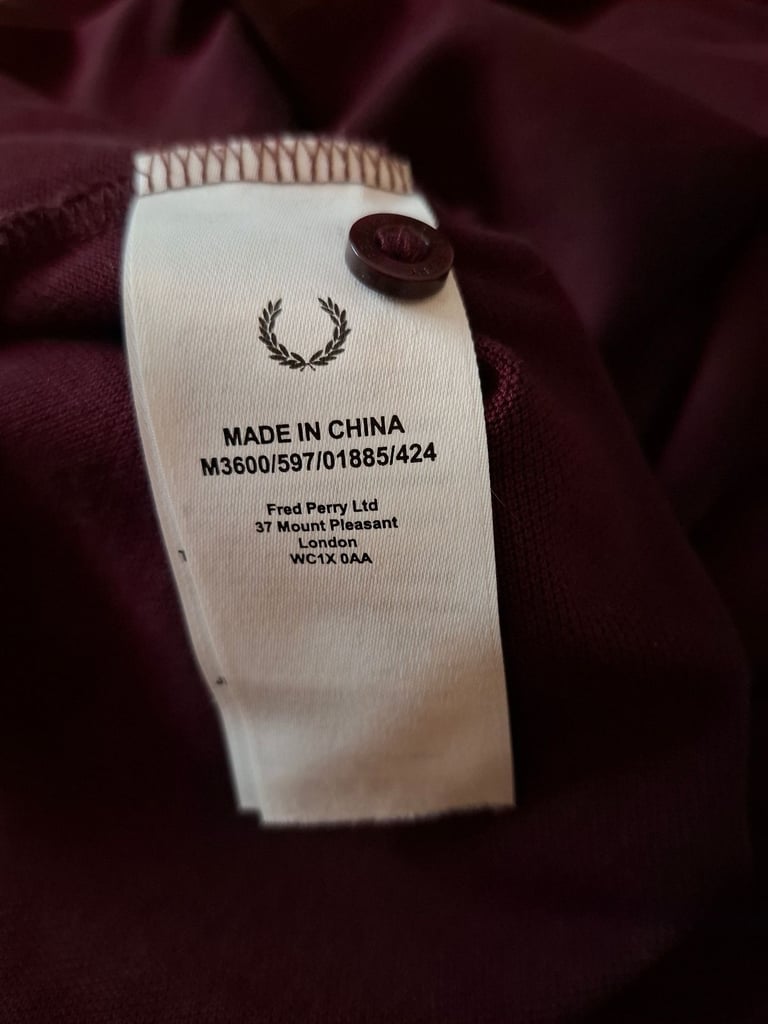 MADE IN CHINA
M3600/597/01885/424
Fred Perry Ltd
37 Mount Pleasant
London
WC1X 0AA